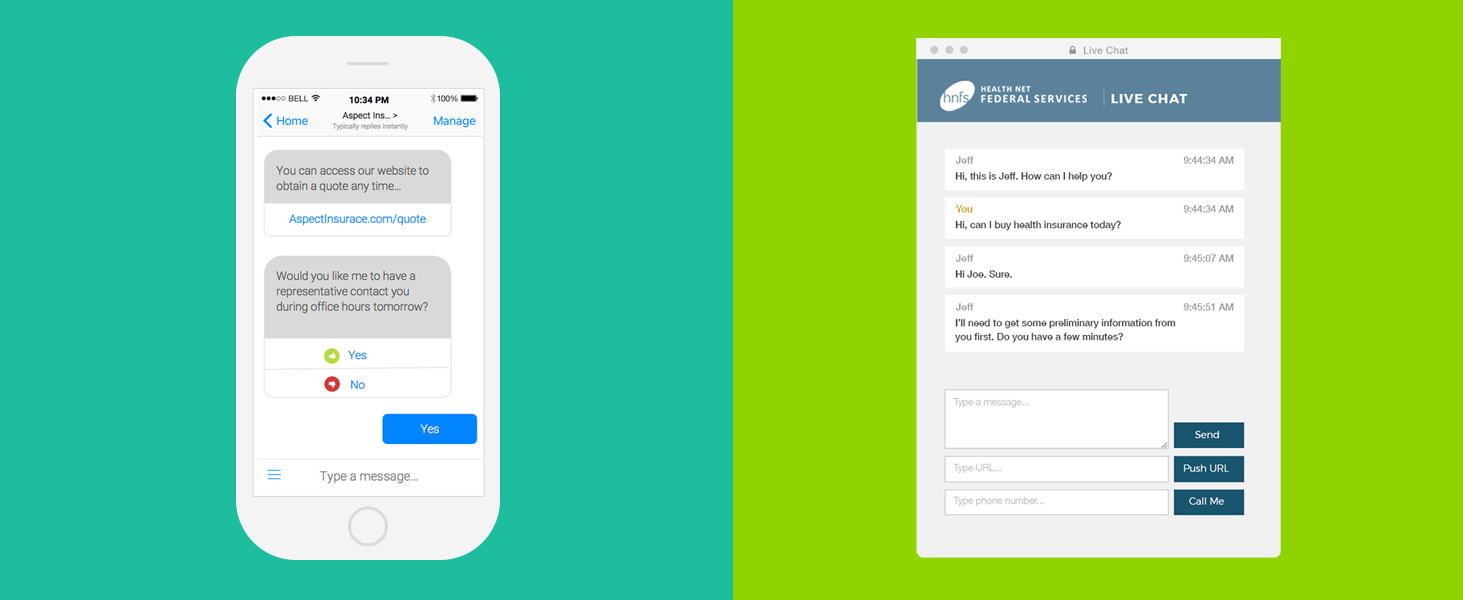 ●●●○○ BELL 10:34 PM 100%
Home Aspect Ins... > Manage
Typically replies instantly
You can access our website to
obtain a quote any time...
AspectInsurace.com/quote
Would you like me to have a
representative contact you
during office hours tomorrow?
Yes
No
Yes
Type a message...
Live Chat
hnfs HEALTH NET
FEDERAL SERVICES LIVE CHAT
Jeff 9:44:34 AM
Hi, this is Jeff. How can I help you?
You 9:44:34 AM
Hi, can I buy health insurance today?
Jeff 9:45:07 AM
Hi Joe. Sure.
Jeff 9:45:51 AM
I'll need to get some preliminary information from
you first. Do you have a few minutes?
Type a message...
Send
Type URL... Push URL
Type phone number... Call Me